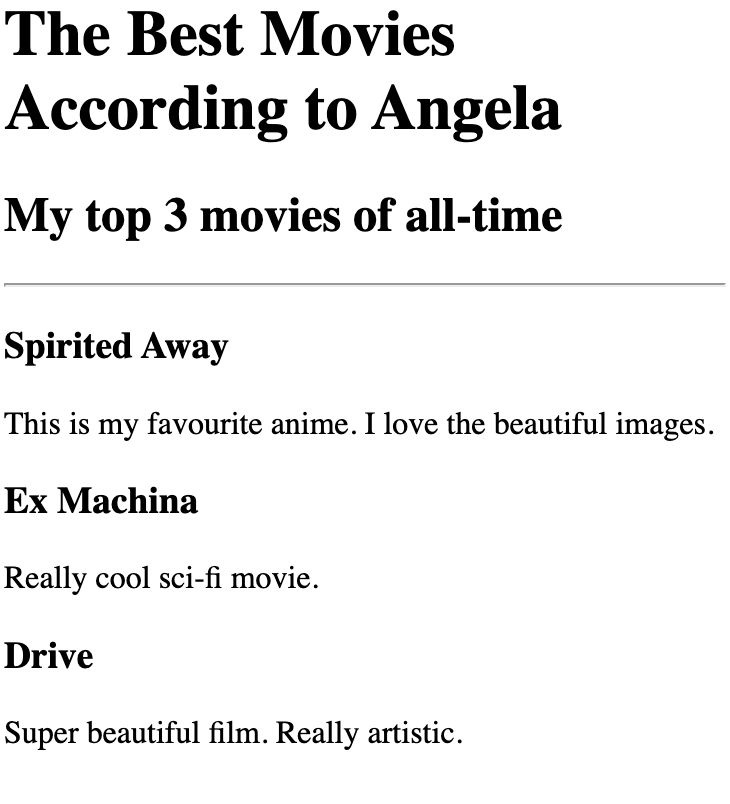 The Best Movies
According to Angela
My top 3 movies of all-time
Spirited Away
This is my favourite anime. I love the beautiful images.
Ex Machina
Really cool sci-fi movie.
Drive
Super beautiful film. Really artistic.